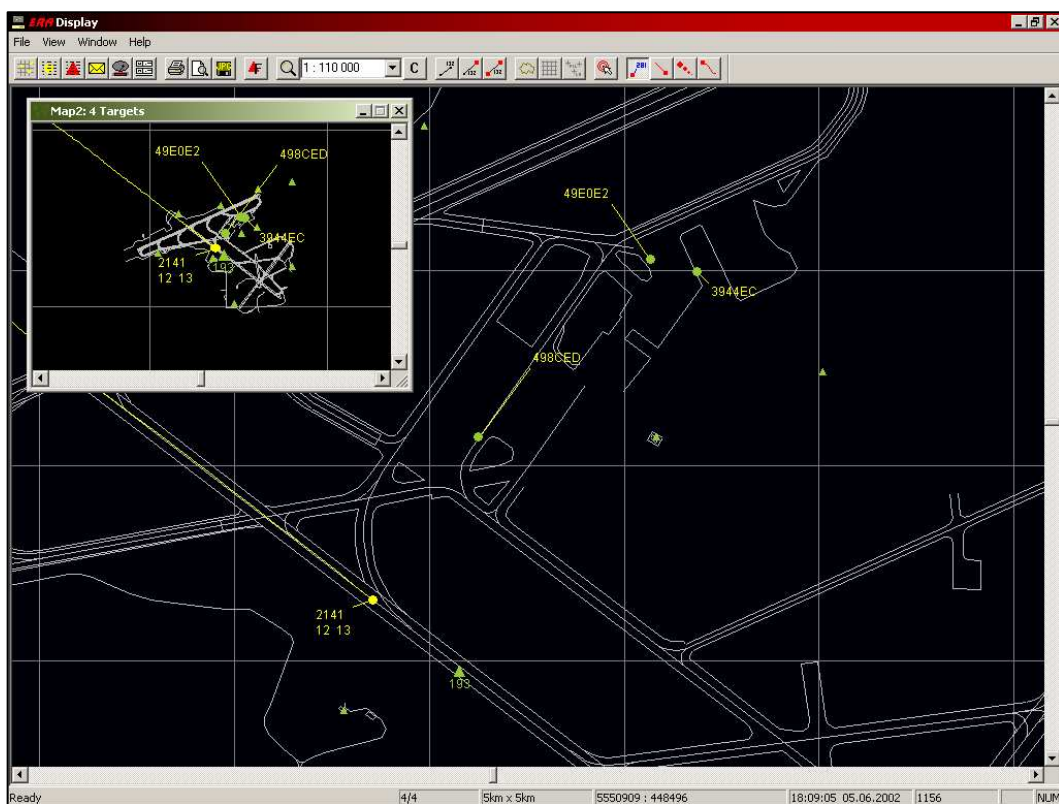 ERA Display
File View Window Help
1 : 110 000 C
Map2: 4 Targets
49E0E2
498CED
3944EC
2141
12 13
193
49E0E2
3944EC
498CED
2141
12 13
193
Ready 4/4 5km x 5km 5550909 : 448496 18:09:05 05.06.2002 1156 NUM